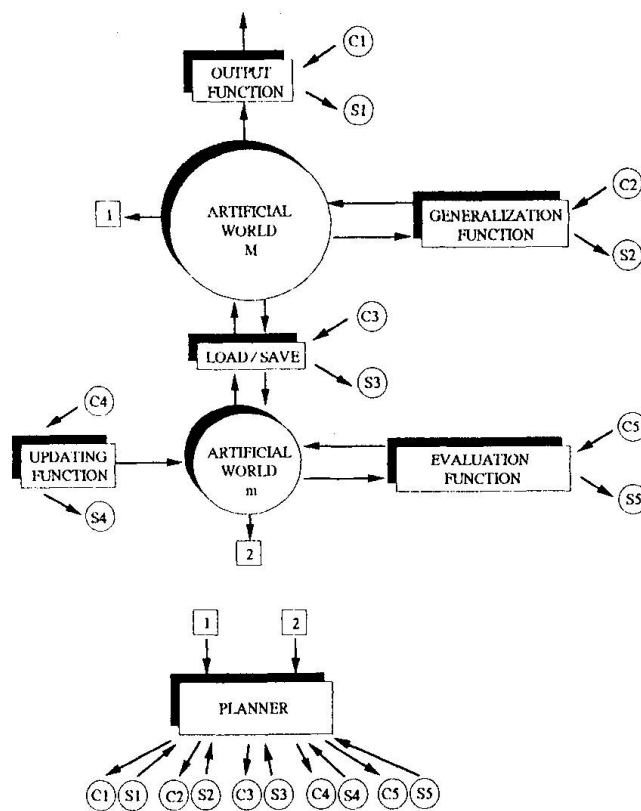 C1
OUTPUT
FUNCTION
S1
C2
1
ARTIFICIAL
WORLD
M
GENERALIZATION
FUNCTION
S2
C3
LOAD / SAVE
S3
C4
UPDATING
FUNCTION
S4
ARTIFICIAL
WORLD
m
C5
EVALUATION
FUNCTION
S5
2
1 2
PLANNER
C1 S1 C2 S2 C3 S3 C4 S4 C5 S5